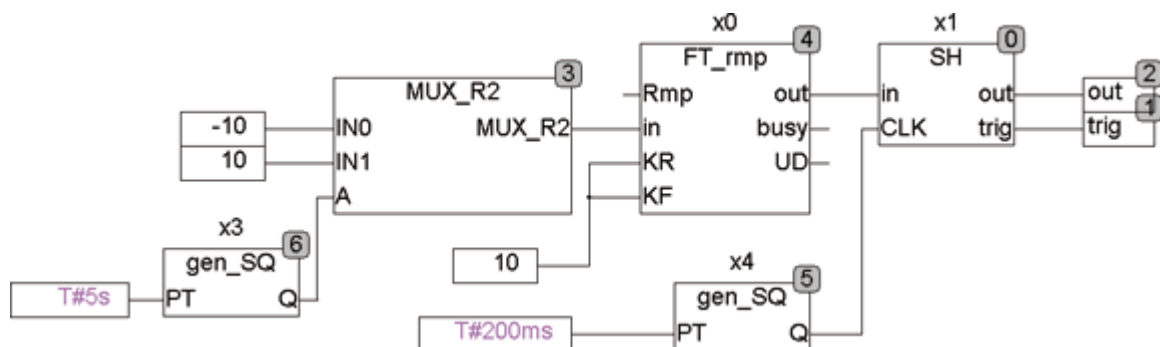 x0
x1
4
0
3
FT_rmp
SH
2
MUX_R2
Rmp
out
in
out
out
1
-10
IN0
MUX_R2
in
busy
CLK
trig
trig
10
IN1
KR
UD
A
KF
x3
6
gen_SQ
10
x4
5
T#5s
PT
Q
gen_SQ
T#200ms
PT
Q